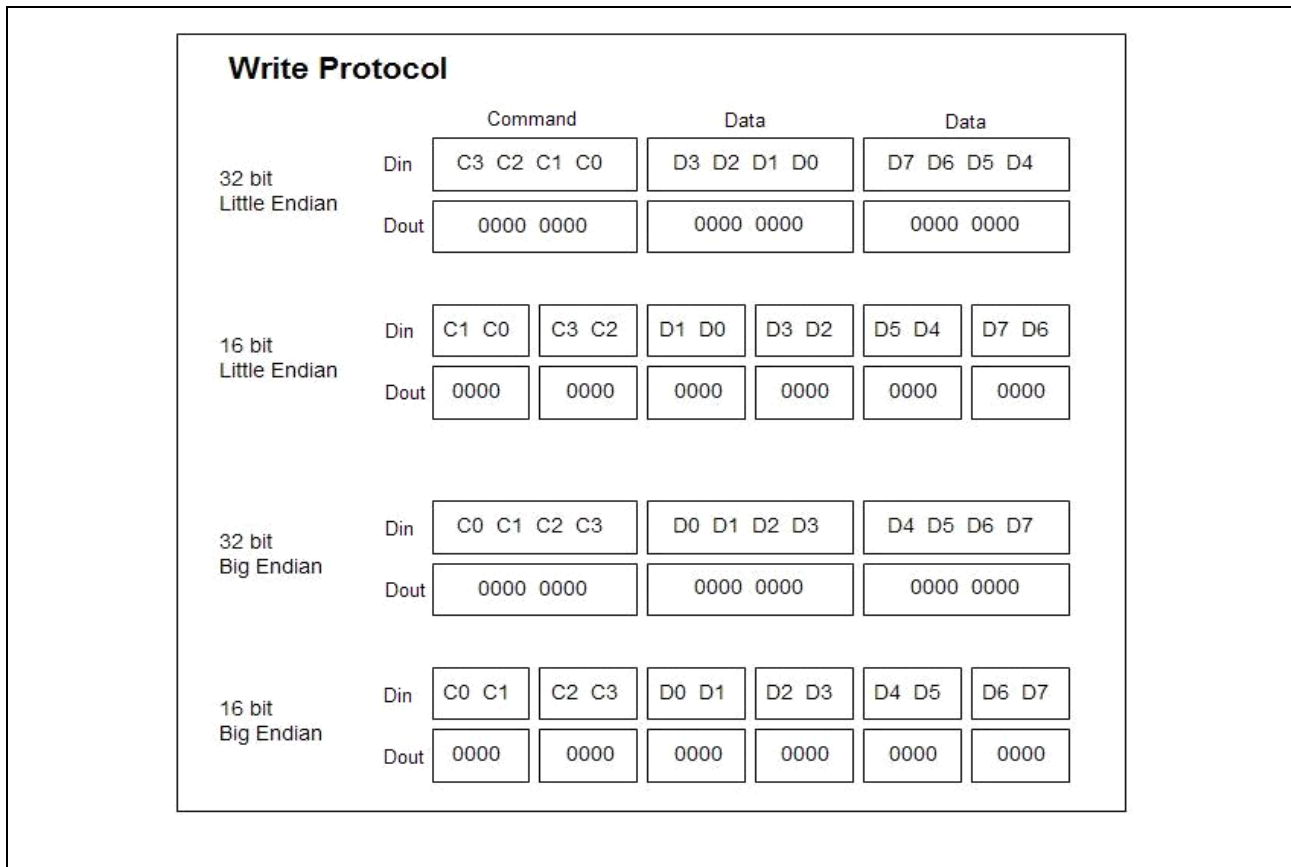 Write Protocol
Command Data Data
32 bit
Little Endian
Din C3 C2 C1 C0 D3 D2 D1 D0 D7 D6 D5 D4
Dout 0000 0000 0000 0000 0000 0000
16 bit
Little Endian
Din C1 C0 C3 C2 D1 D0 D3 D2 D5 D4 D7 D6
Dout 0000 0000 0000 0000 0000 0000
32 bit
Big Endian
Din C0 C1 C2 C3 D0 D1 D2 D3 D4 D5 D6 D7
Dout 0000 0000 0000 0000 0000 0000
16 bit
Big Endian
Din C0 C1 C2 C3 D0 D1 D2 D3 D4 D5 D6 D7
Dout 0000 0000 0000 0000 0000 0000